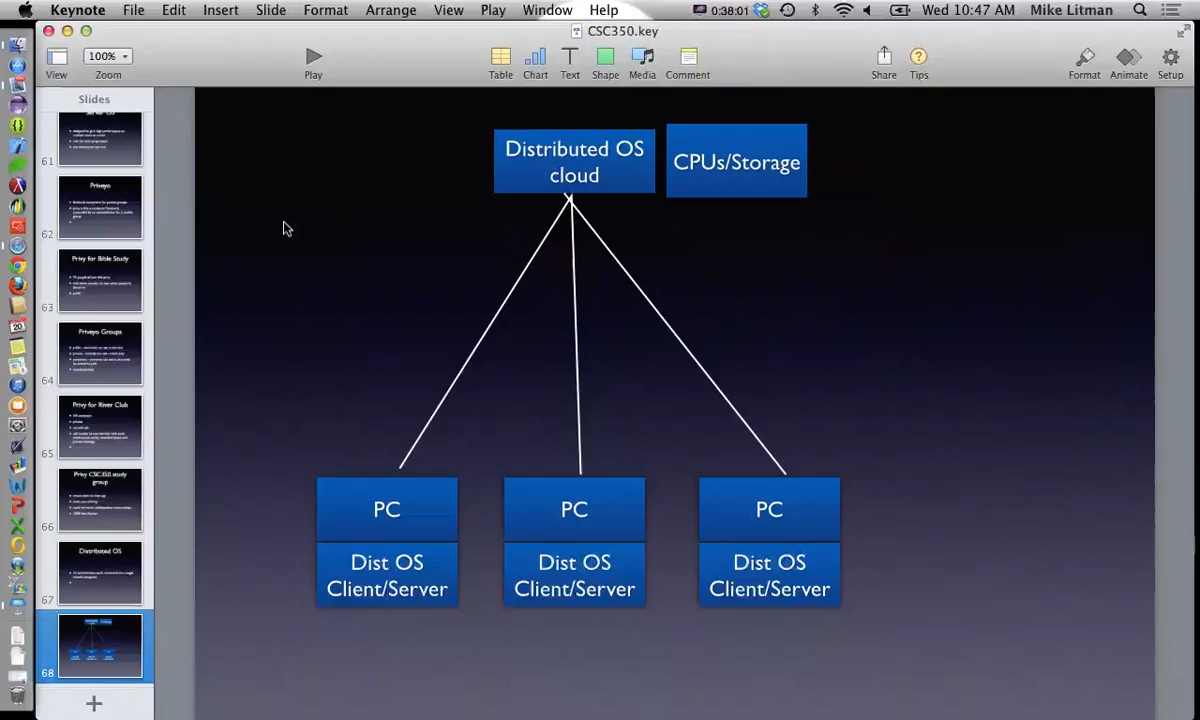 Keynote File Edit Insert Slide Format Arrange View Play Window Help 0:38:01 Wed 10:47 AM Mike Litman
CSC350.key
100%
View Zoom Play Table Chart Text Shape Media Comment Share Tips Format Animate Setup
Slides
61
Priveyo
62
Privy for Bible Study
63
Priveyo Groups
64
Privy for River Club
65
Privy CSC350 study
group
66
Distributed OS
67
68
Distributed OS
cloud
CPUs/Storage
PC PC PC
Dist OS Dist OS Dist OS
Client/Server Client/Server Client/Server